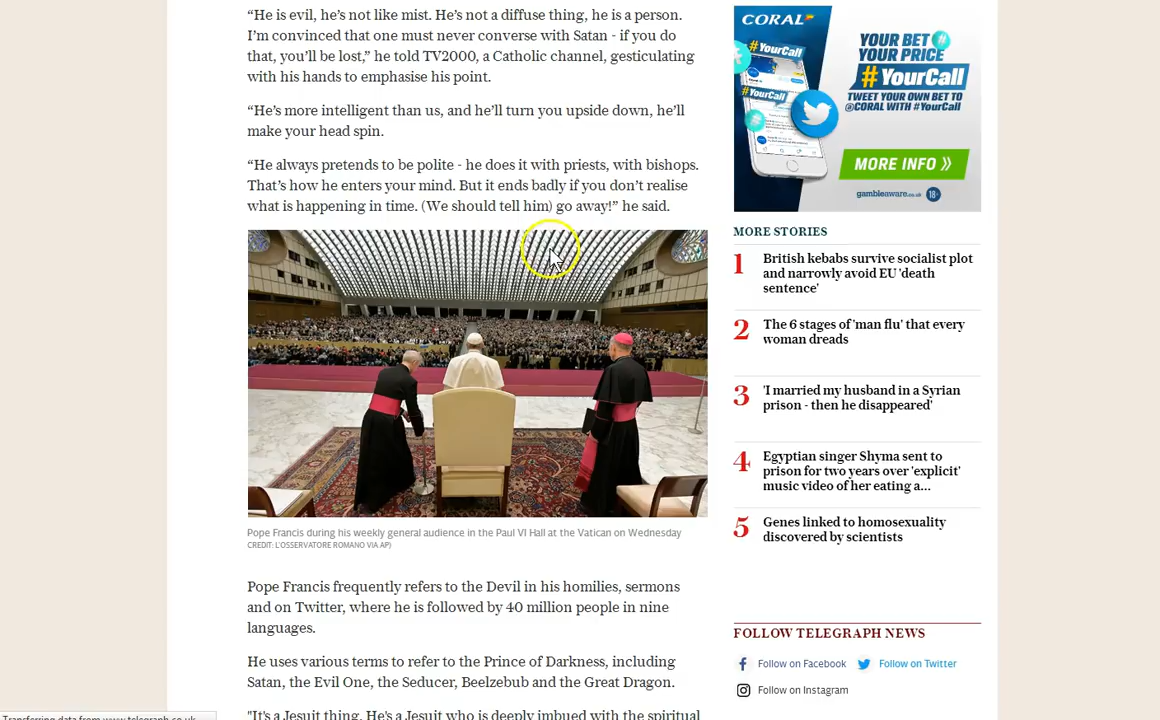 “He is evil, he’s not like mist. He’s not a diffuse thing, he is a person.
I’m convinced that one must never converse with Satan - if you do
that, you’ll be lost,” he told TV2000, a Catholic channel, gesticulating
with his hands to emphasise his point.
“He’s more intelligent than us, and he’ll turn you upside down, he’ll
make your head spin.
“He always pretends to be polite - he does it with priests, with bishops.
That’s how he enters your mind. But it ends badly if you don’t realise
what is happening in time. (We should tell him) go away!” he said.
Pope Francis during his weekly general audience in the Paul VI Hall at the Vatican on Wednesday
CREDIT: L'OSSERVATORE ROMANO VIA AP)
Pope Francis frequently refers to the Devil in his homilies, sermons
and on Twitter, where he is followed by 40 million people in nine
languages.
He uses various terms to refer to the Prince of Darkness, including
Satan, the Evil One, the Seducer, Beelzebub and the Great Dragon.
"It's a Jesuit thing. He's a Jesuit who is deeply imbued with the spiritual
Transferring data from www.telegraph.co.uk...
CORAL
#YourCall
#YourCall
YOUR BET
YOUR PRICE
#
#YourCall
TWEET YOUR OWN BET TO
@CORAL WITH #YourCall
MORE INFO »
gambleaware.co.uk 18+
MORE STORIES
1 British kebabs survive socialist plot
and narrowly avoid EU 'death
sentence'
2 The 6 stages of 'man flu' that every
woman dreads
3 'I married my husband in a Syrian
prison - then he disappeared'
4 Egyptian singer Shyma sent to
prison for two years over 'explicit'
music video of her eating a...
5 Genes linked to homosexuality
discovered by scientists
FOLLOW TELEGRAPH NEWS
Follow on Facebook Follow on Twitter
Follow on Instagram